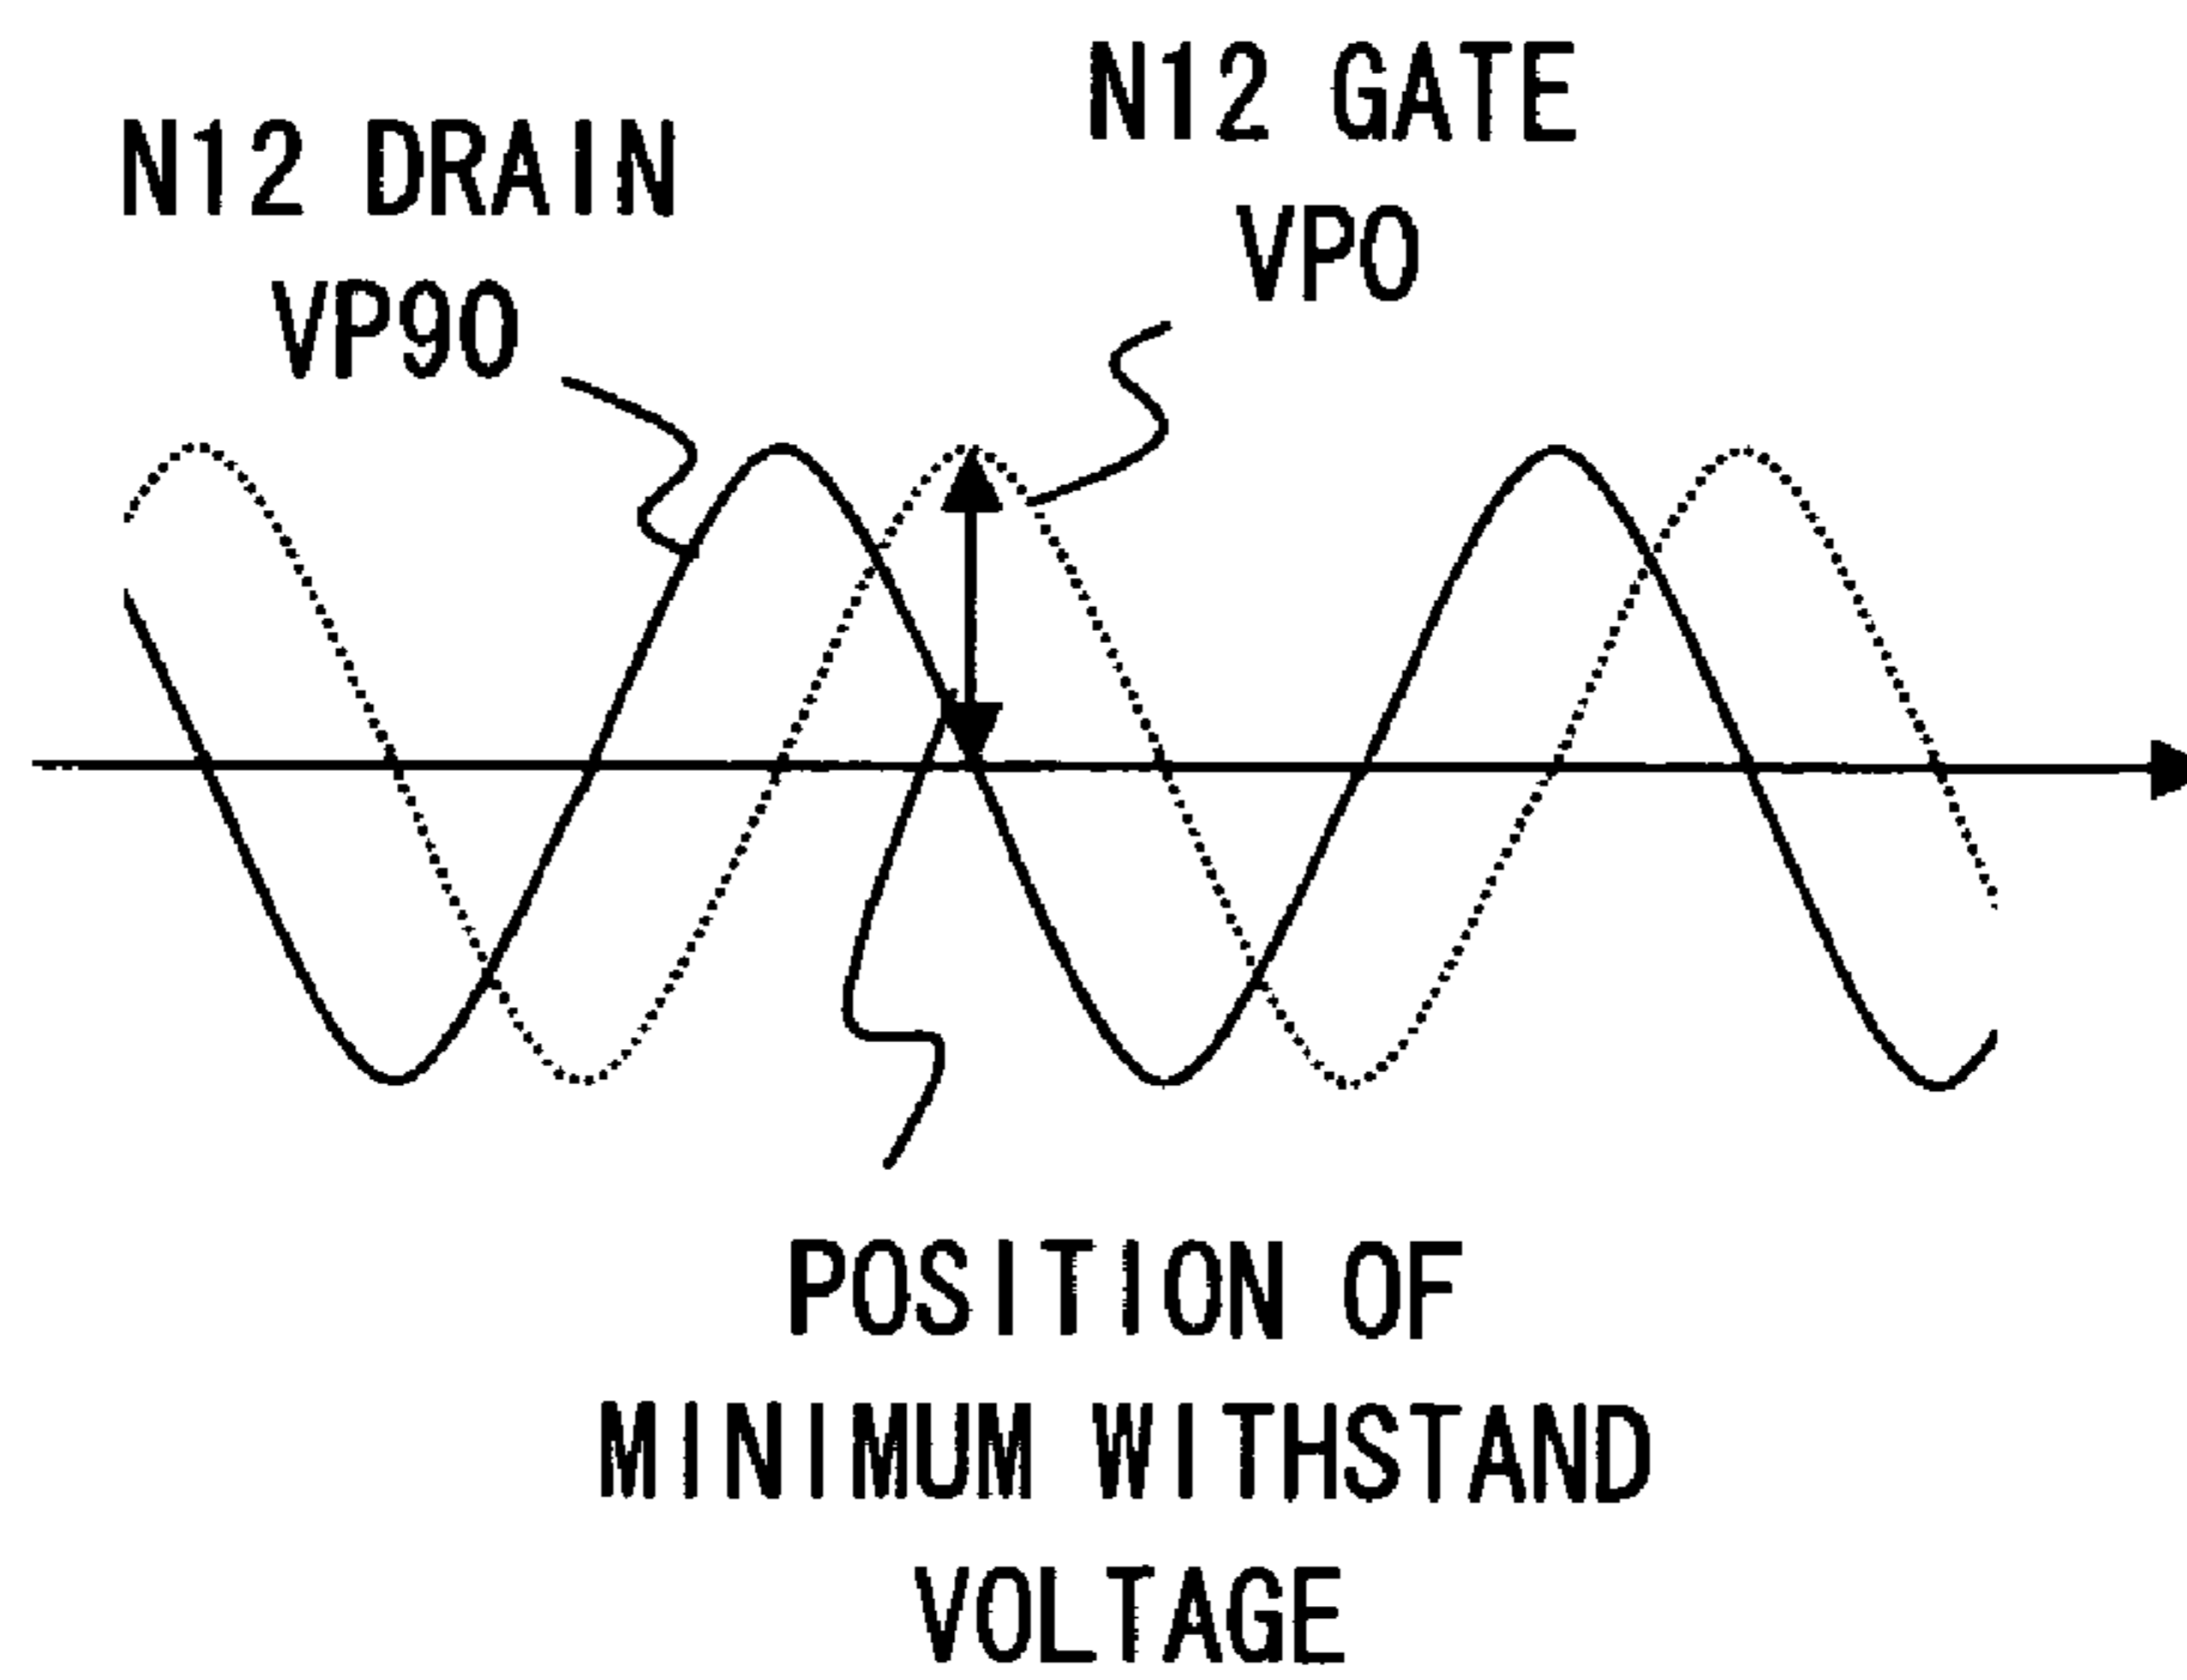 N12 DRAIN
VP90
N12 GATE
VP0
POSITION OF
MINIMUM WITHSTAND
VOLTAGE